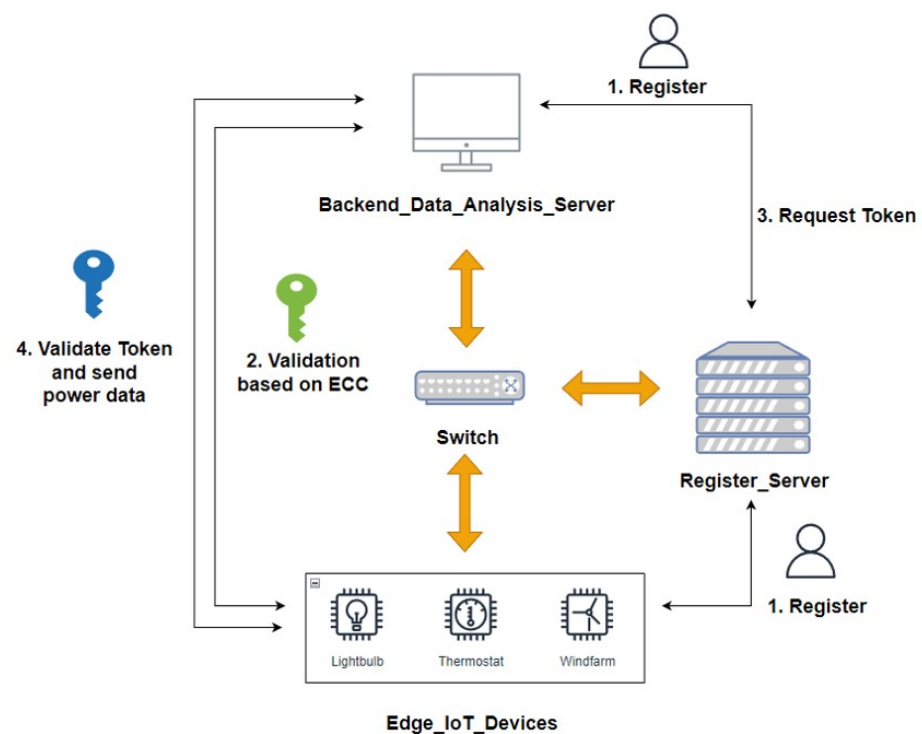 1. Register
Backend_Data_Analysis_Server
3. Request Token
4. Validate Token
and send
power data
2. Validation
based on ECC
Switch
Register_Server
1. Register
Lightbulb
Thermostat
Windfarm
Edge_IoT_Devices